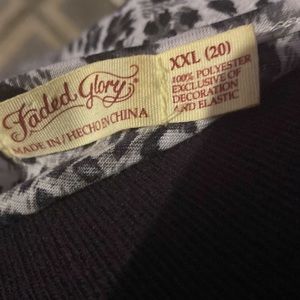 Faded Glory
MADE IN / HECHO EN CHINA
XXL (20)
100% POLYESTER
EXCLUSIVE OF
DECORATION
AND ELASTIC